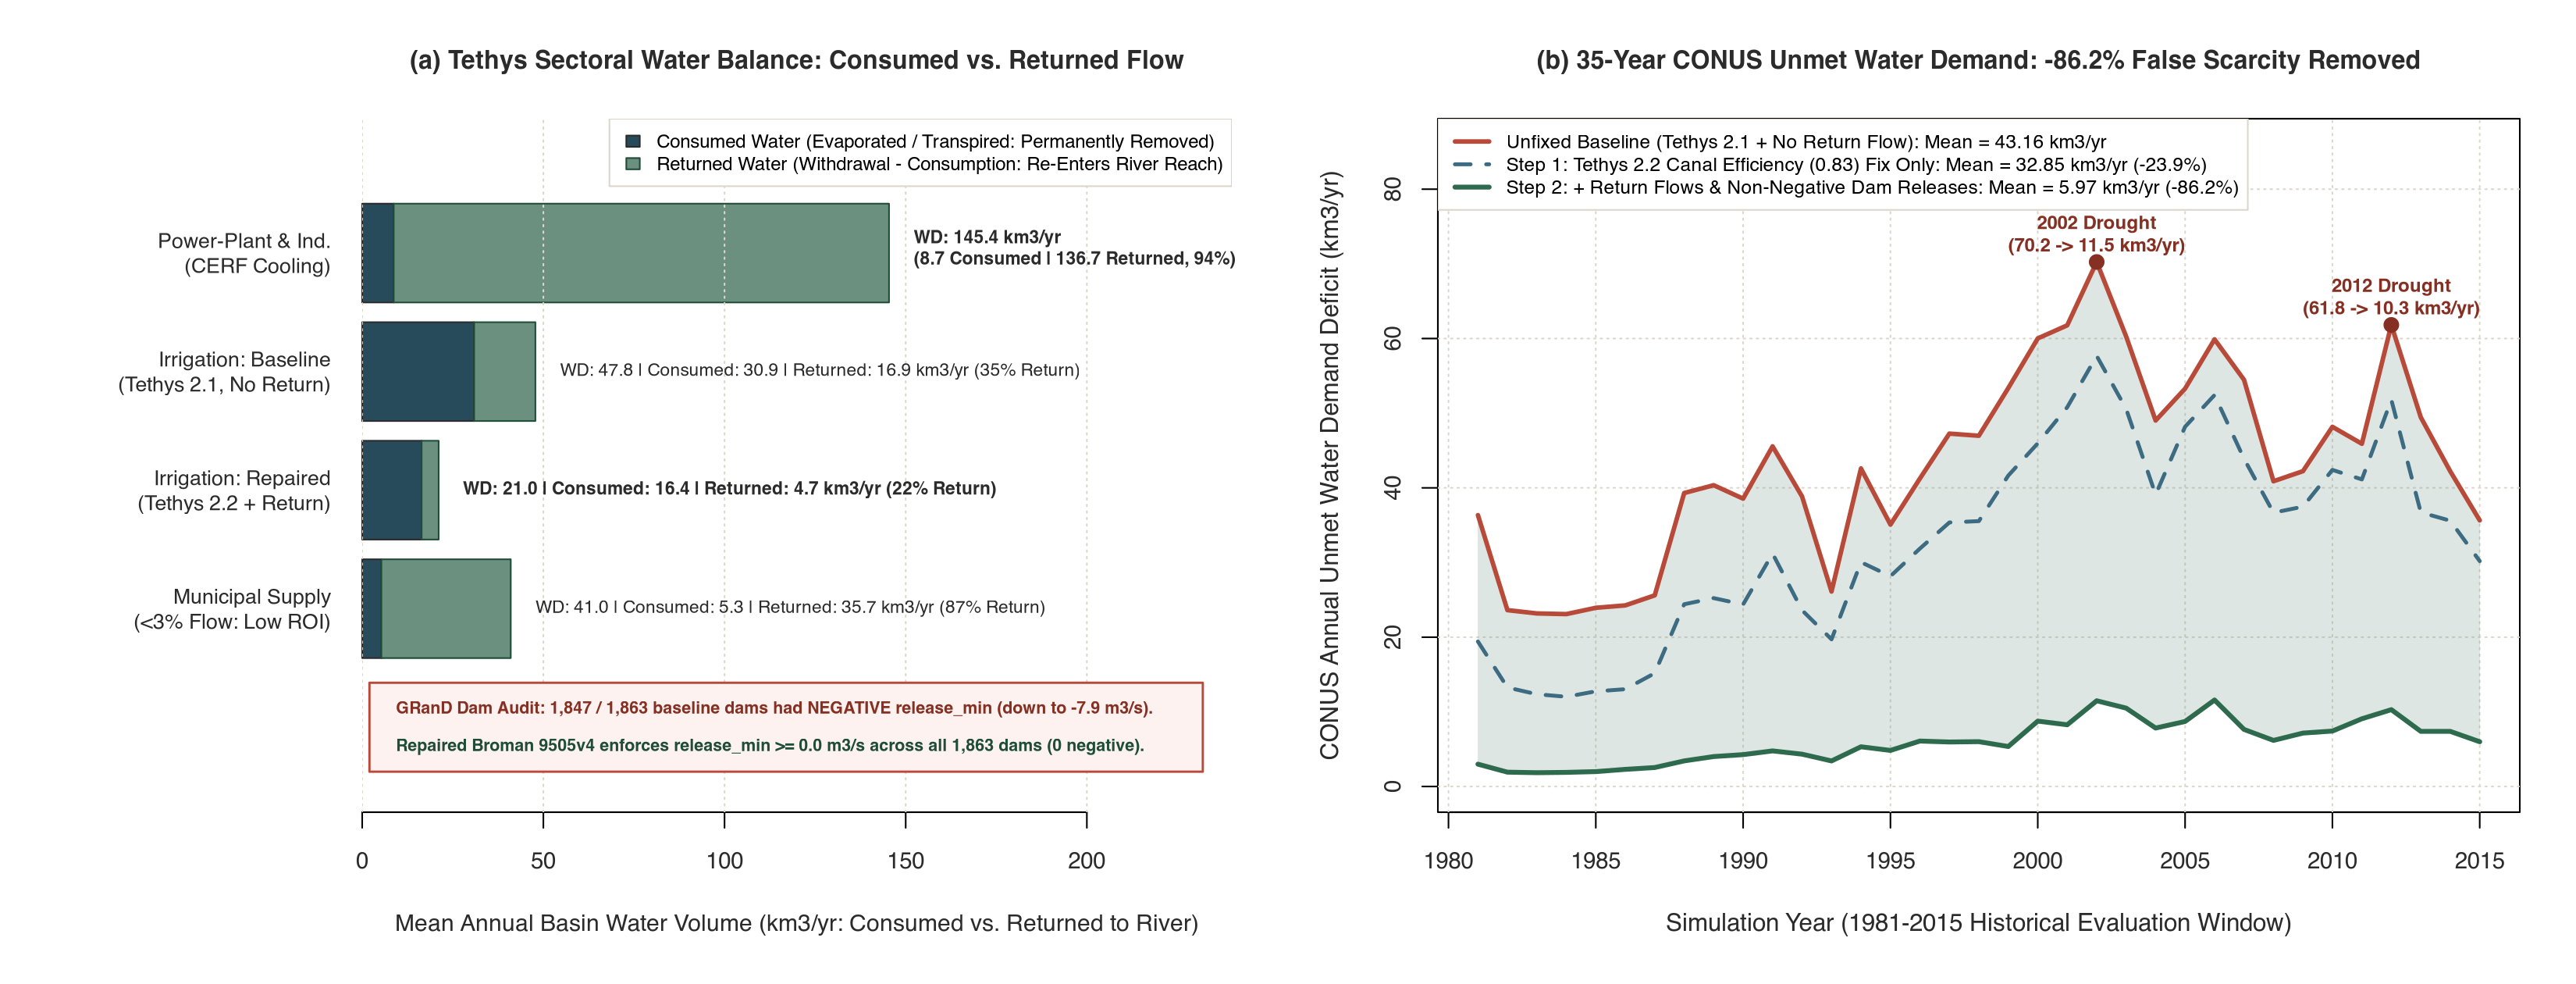 (a) Tethys Sectoral Water Balance: Consumed vs. Returned Flow
Consumed Water (Evaporated / Transpired: Permanently Removed)
Returned Water (Withdrawal - Consumption: Re-Enters River Reach)
Power-Plant & Ind.
(CERF Cooling)
WD: 145.4 km3/yr
(8.7 Consumed | 136.7 Returned, 94%)
Irrigation: Baseline
(Tethys 2.1, No Return)
WD: 47.8 | Consumed: 30.9 | Returned: 16.9 km3/yr (35% Return)
Irrigation: Repaired
(Tethys 2.2 + Return)
WD: 21.0 | Consumed: 16.4 | Returned: 4.7 km3/yr (22% Return)
Municipal Supply
(<3% Flow: Low ROI)
WD: 41.0 | Consumed: 5.3 | Returned: 35.7 km3/yr (87% Return)
GRanD Dam Audit: 1,847 / 1,863 baseline dams had NEGATIVE release_min (down to -7.9 m3/s).
Repaired Broman 9505v4 enforces release_min >= 0.0 m3/s across all 1,863 dams (0 negative).
0 50 100 150 200
Mean Annual Basin Water Volume (km3/yr: Consumed vs. Returned to River)
(b) 35-Year CONUS Unmet Water Demand: -86.2% False Scarcity Removed
Unfixed Baseline (Tethys 2.1 + No Return Flow): Mean = 43.16 km3/yr
Step 1: Tethys 2.2 Canal Efficiency (0.83) Fix Only: Mean = 32.85 km3/yr (-23.9%)
Step 2: + Return Flows & Non-Negative Dam Releases: Mean = 5.97 km3/yr (-86.2%)
2002 Drought
(70.2 -> 11.5 km3/yr)
2012 Drought
(61.8 -> 10.3 km3/yr)
CONUS Annual Unmet Water Demand Deficit (km3/yr)
80
60
40
20
0
1980 1985 1990 1995 2000 2005 2010 2015
Simulation Year (1981-2015 Historical Evaluation Window)